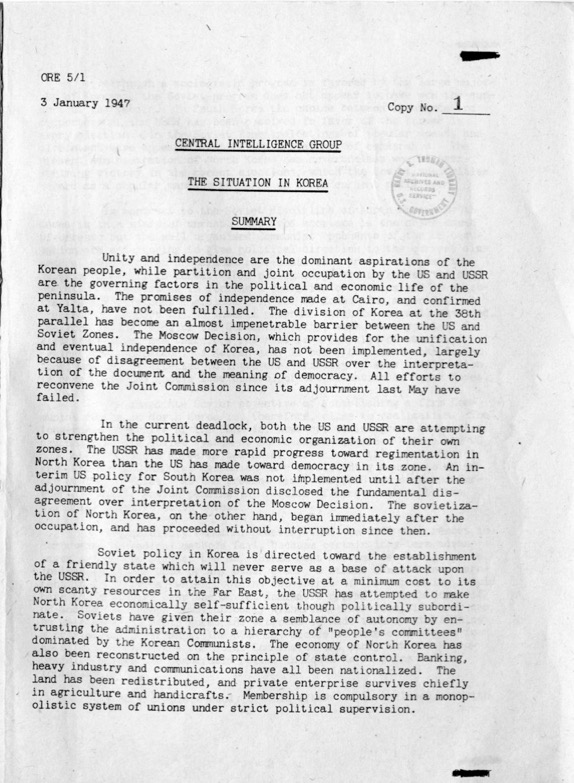 ORE 5/1
3 January 1947
Copy No. 1
CENTRAL INTELLIGENCE GROUP
THE SITUATION IN KOREA
SUMMARY
HARRY S. TRUMAN LIBRARY
NATIONAL
ARCHIVES AND
RECORDS
SERVICE
U.S. GOVERNMENT
Unity and independence are the dominant aspirations of the
Korean people, while partition and joint occupation by the US and USSR
are the governing factors in the political and economic life of the
peninsula. The promises of independence made at Cairo, and confirmed
at Yalta, have not been fulfilled. The division of Korea at the 38th
parallel has become an almost impenetrable barrier between the US and
Soviet Zones. The Moscow Decision, which provides for the unification
and eventual independence of Korea, has not been implemented, largely
because of disagreement between the US and USSR over the interpreta-
tion of the document and the meaning of democracy. All efforts to
reconvene the Joint Commission since its adjournment last May have
failed.
In the current deadlock, both the US and USSR are attempting
to strengthen the political and economic organization of their own
zones. The USSR has made more rapid progress toward regimentation in
North Korea than the US has made toward democracy in its zone. An in-
terim US policy for South Korea was not implemented until after the
adjournment of the Joint Commission disclosed the fundamental dis-
agreement over interpretation of the Moscow Decision. The sovietiza-
tion of North Korea, on the other hand, began immediately after the
occupation, and has proceeded without interruption since then.
Soviet policy in Korea is directed toward the establishment
of a friendly state which will never serve as a base of attack upon
the USSR. In order to attain this objective at a minimum cost to its
own scanty resources in the Far East, the USSR has attempted to make
North Korea economically self-sufficient though politically subordi-
nate. Soviets have given their zone a semblance of autonomy by en-
trusting the administration to a hierarchy of "people's committees"
dominated by the Korean Communists. The economy of North Korea has
also been reconstructed on the principle of state control. Banking,
heavy industry and communications have all been nationalized. The
land has been redistributed, and private enterprise survives chiefly
in agriculture and handicrafts. Membership is compulsory in a monop-
olistic system of unions under strict political supervision.